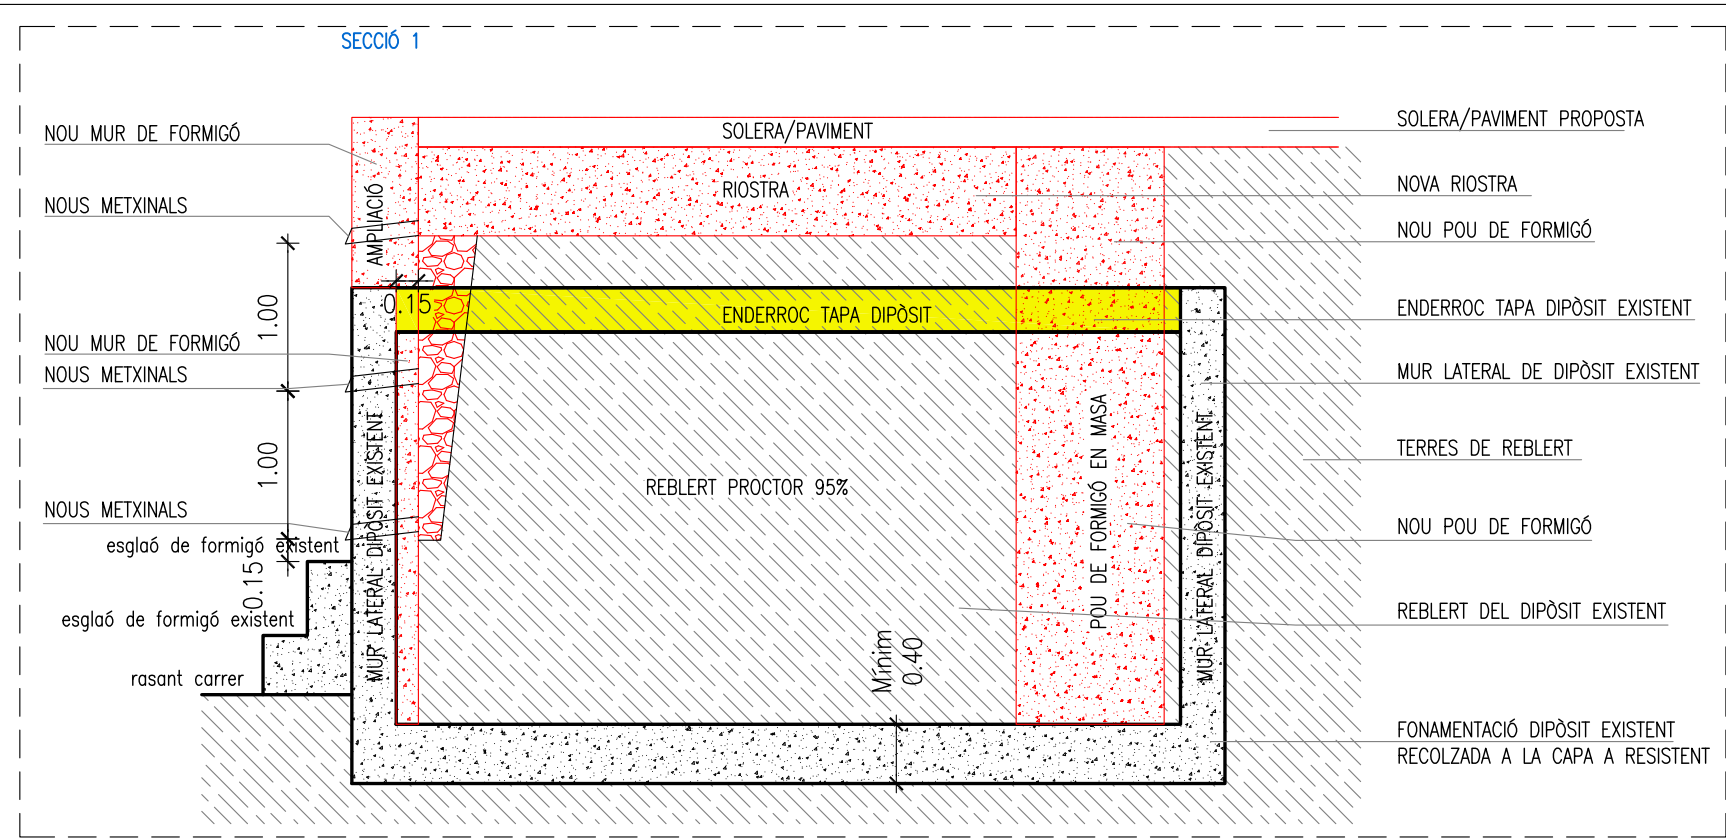 SECCIÓ 1
NOU MUR DE FORMIGÓ
NOUS METXINALS
1.00
NOU MUR DE FORMIGÓ
NOUS METXINALS
1.00
NOUS METXINALS
esglaó de formigó existent
0.15
esglaó de formigó existent
rasant carrer
AMPLIACIÓ
0.15
MUR LATERAL DIPÒSIT EXISTENT
SOLERA/PAVIMENT
RIOSTRA
ENDERROC TAPA DIPÒSIT
REBLERT PROCTOR 95%
Mínim
0.40
POU DE FORMIGÓ EN MASA
MUR LATERAL DIPÒSIT EXISTENT
SOLERA/PAVIMENT PROPOSTA
NOVA RIOSTRA
NOU POU DE FORMIGÓ
ENDERROC TAPA DIPÒSIT EXISTENT
MUR LATERAL DE DIPÒSIT EXISTENT
TERRES DE REBLERT
NOU POU DE FORMIGÓ
REBLERT DEL DIPÒSIT EXISTENT
FONAMENTACIÓ DIPÒSIT EXISTENT
RECOLZADA A LA CAPA A RESISTENT